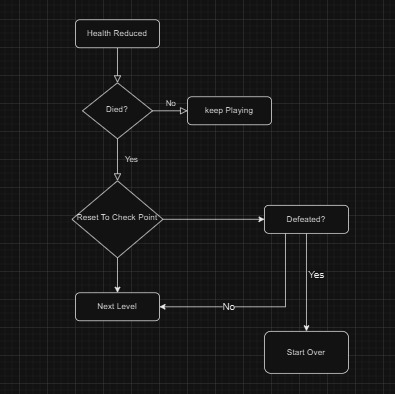 Health Reduced
Died?
No
keep Playing
Yes
Reset To Check Point
Defeated?
Yes
Next Level
No
Start Over